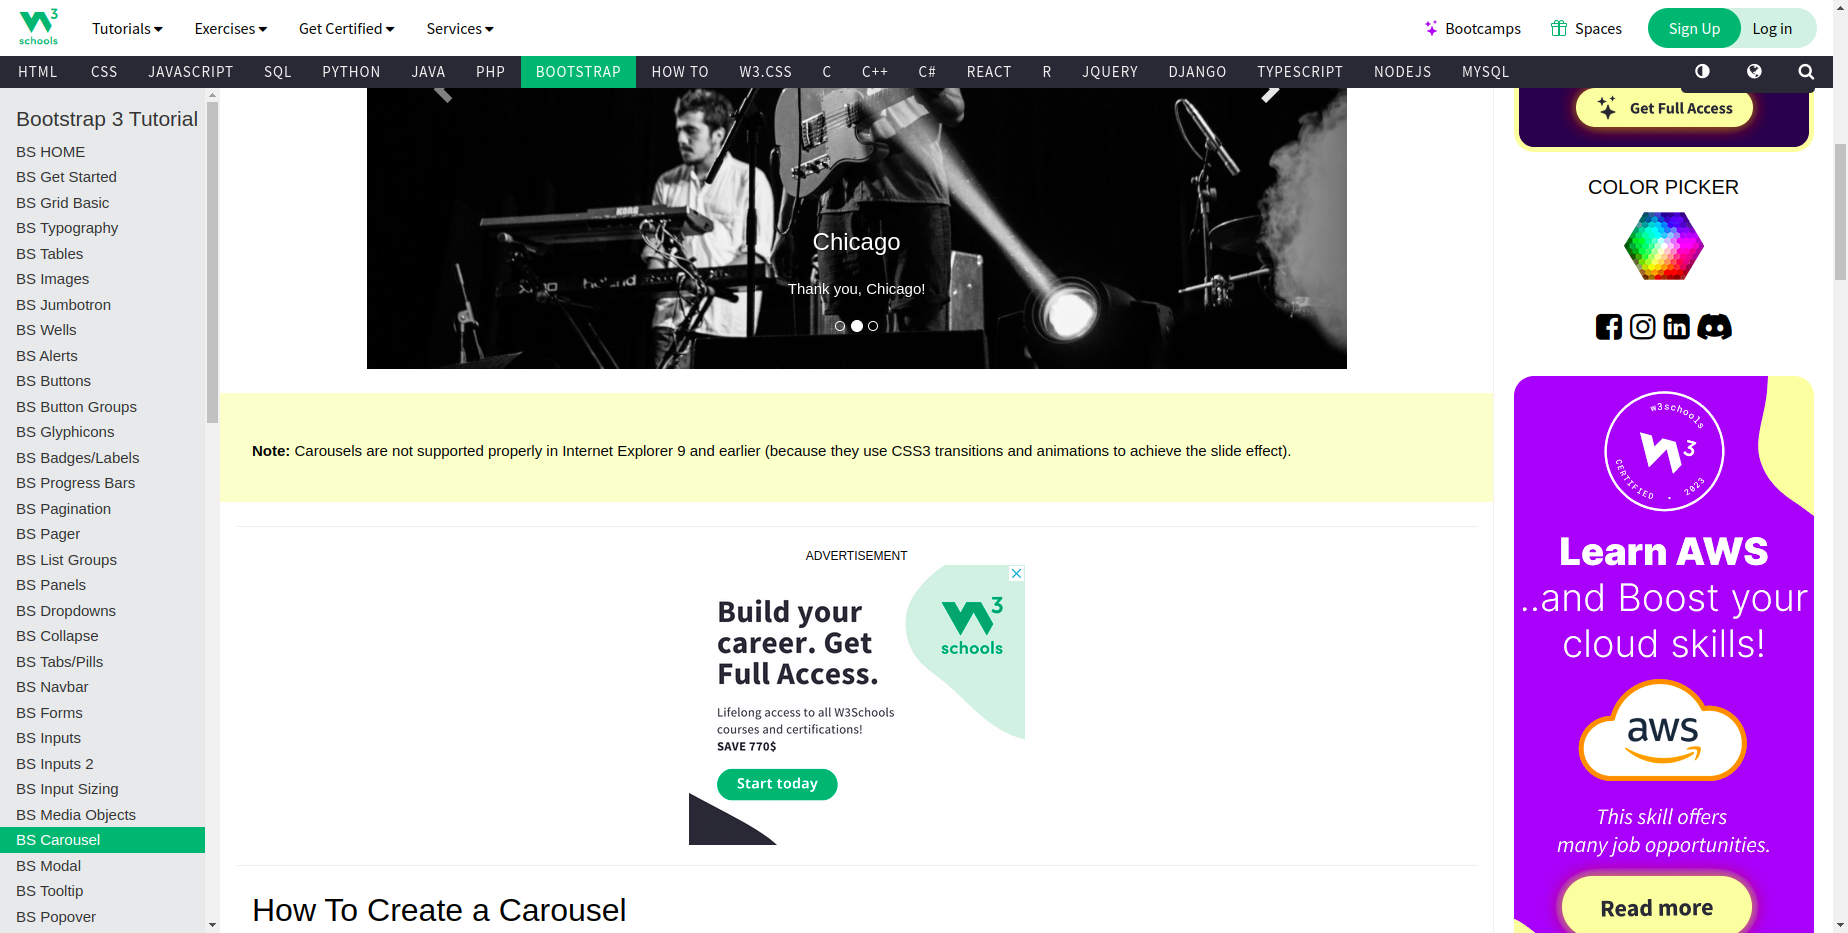 W3 schools
Tutorials
Exercises
Get Certified
Services
Bootcamps
Spaces
Sign Up
Log in
HTML CSS JAVASCRIPT SQL PYTHON JAVA PHP BOOTSTRAP HOW TO W3.CSS C C++ C# REACT R JQUERY DJANGO TYPESCRIPT NODEJS MYSQL
Bootstrap 3 Tutorial
BS HOME
BS Get Started
BS Grid Basic
BS Typography
BS Tables
BS Images
BS Jumbotron
BS Wells
BS Alerts
BS Buttons
BS Button Groups
BS Glyphicons
BS Badges/Labels
BS Progress Bars
BS Pagination
BS Pager
BS List Groups
BS Panels
BS Dropdowns
BS Collapse
BS Tabs/Pills
BS Navbar
BS Forms
BS Inputs
BS Inputs 2
BS Input Sizing
BS Media Objects
BS Carousel
BS Modal
BS Tooltip
BS Popover
KORG
Chicago
Thank you, Chicago!
Note: Carousels are not supported properly in Internet Explorer 9 and earlier (because they use CSS3 transitions and animations to achieve the slide effect).
ADVERTISEMENT
Build your
career. Get
Full Access.
W3 schools
Lifelong access to all W3Schools
courses and certifications!
SAVE 770$
Start today
How To Create a Carousel
Get Full Access
COLOR PICKER
w3schools
W3
CERTIFIED • 2023
Learn AWS
..and Boost your
cloud skills!
aws
This skill offers
many job opportunities.
Read more